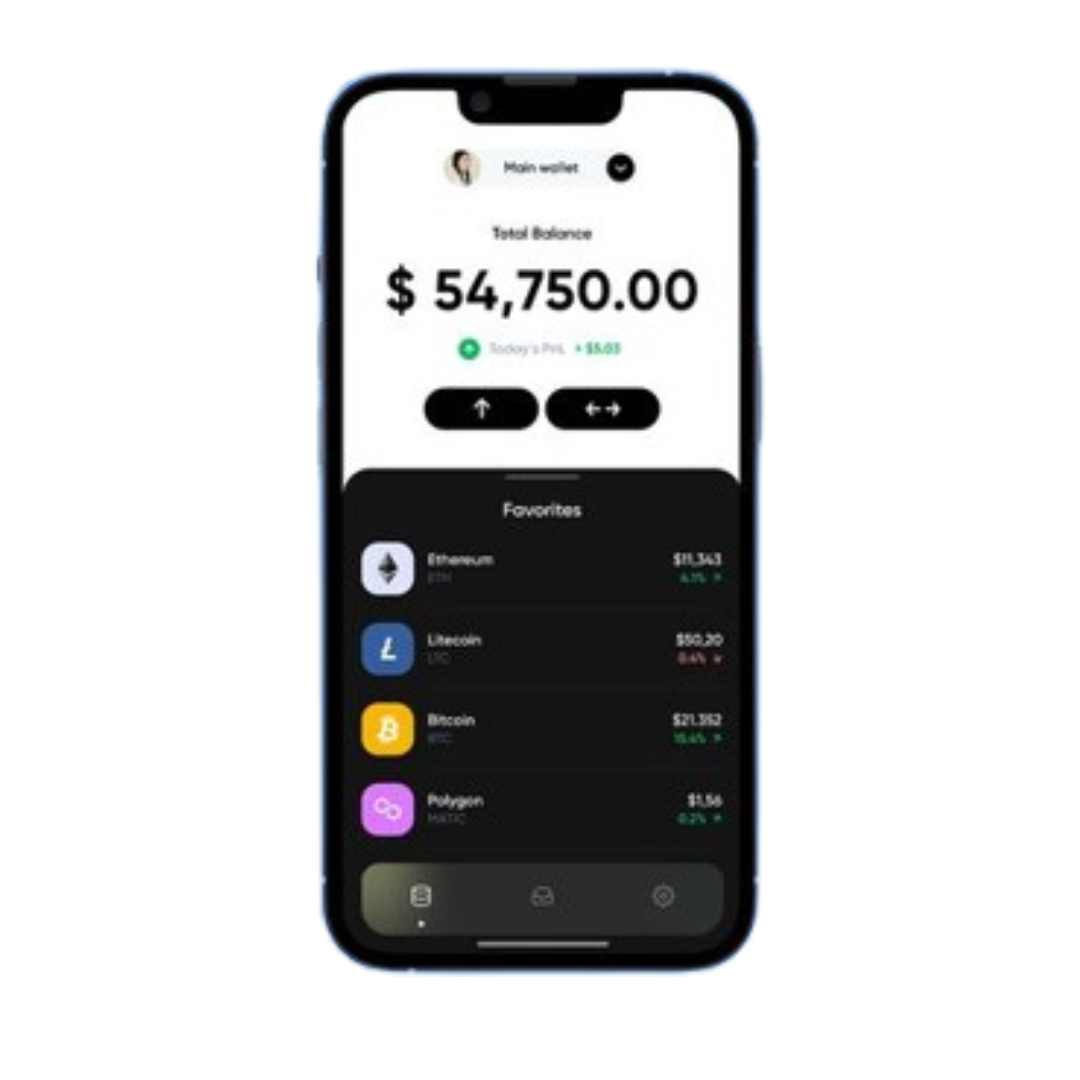 Main wallet
Total Balance
$ 54,750.00
Today's PnL + $5.03
Favorites
Ethereum $11,343
ETH 4.1%
Litecoin $50,20
LTC 0.4%
Bitcoin $21.352
BTC 15.6%
Polygon $1,56
MATIC 0.2%